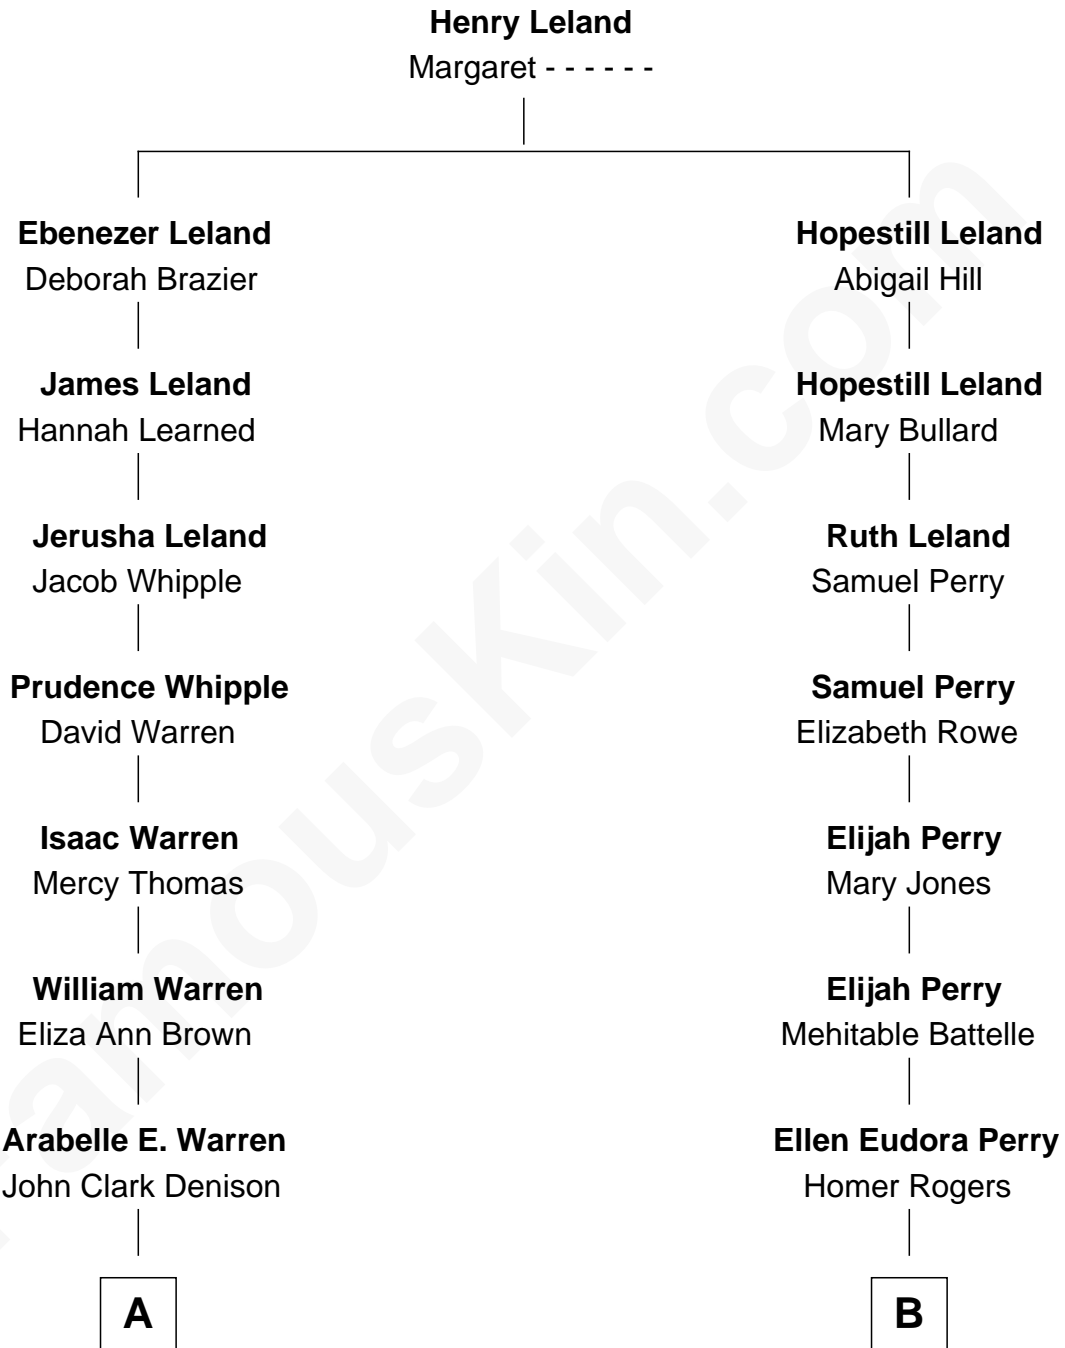 Henry Leland
Margaret - - - - - -
Ebenezer Leland
Deborah Brazier
Hopestill Leland
Abigail Hill
James Leland
Hannah Learned
Hopestill Leland
Mary Bullard
Jerusha Leland
Jacob Whipple
Ruth Leland
Samuel Perry
Prudence Whipple
David Warren
Samuel Perry
Elizabeth Rowe
Isaac Warren
Mercy Thomas
Elijah Perry
Mary Jones
William Warren
Eliza Ann Brown
Elijah Perry
Mehitable Battelle
Arabelle E. Warren
John Clark Denison
Ellen Eudora Perry
Homer Rogers
A
B
FamousKin.com